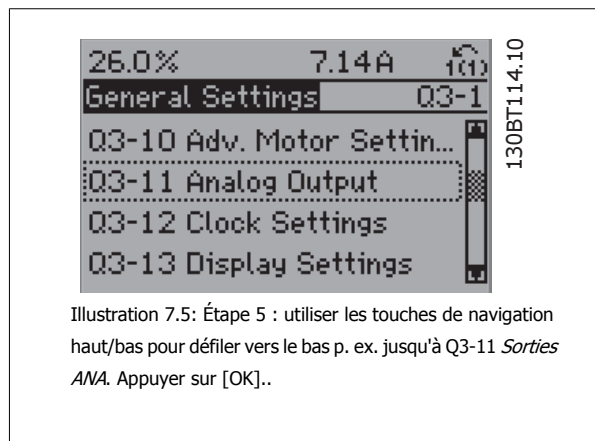 26.0% 7.14A 1(1)
General Settings Q3-1
Q3-10 Adv. Motor Settin...
Q3-11 Analog Output
Q3-12 Clock Settings
Q3-13 Display Settings
130BT114.10
Illustration 7.5: Étape 5 : utiliser les touches de navigation
haut/bas pour défiler vers le bas p. ex. jusqu'à Q3-11 Sorties
ANA. Appuyer sur [OK]..